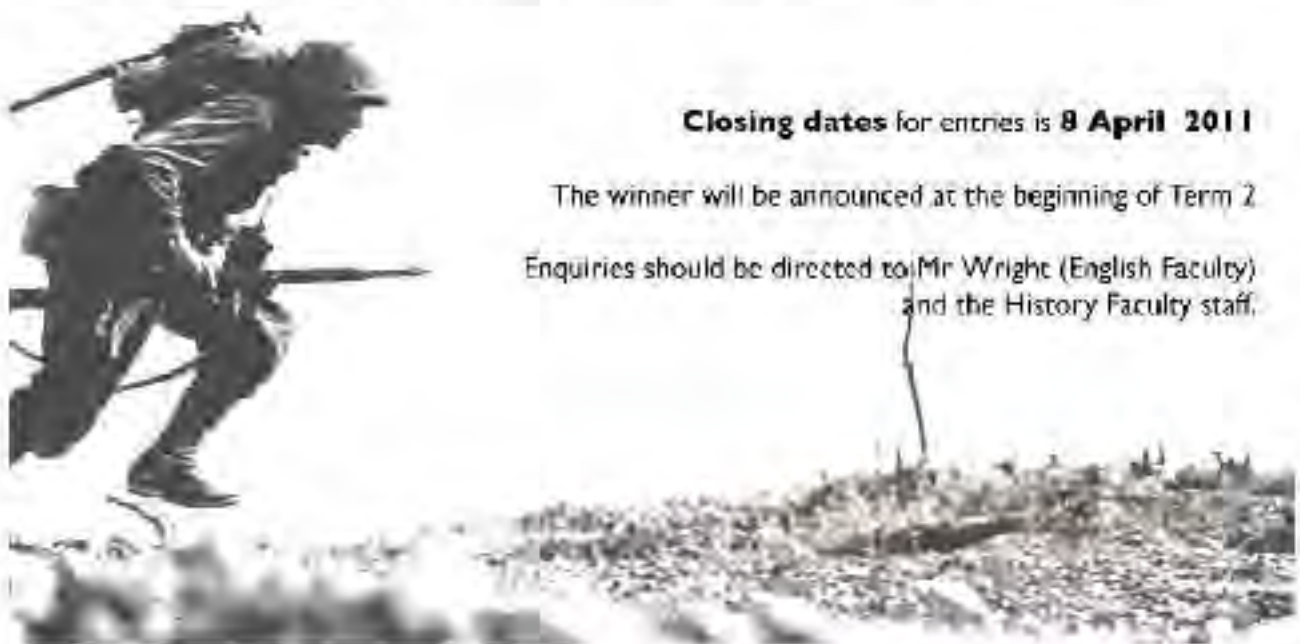 Closing dates for entries is 8 April 2011
The winner will be announced at the beginning of Term 2
Enquiries should be directed to Mr Wright (English Faculty)
and the History Faculty staff.